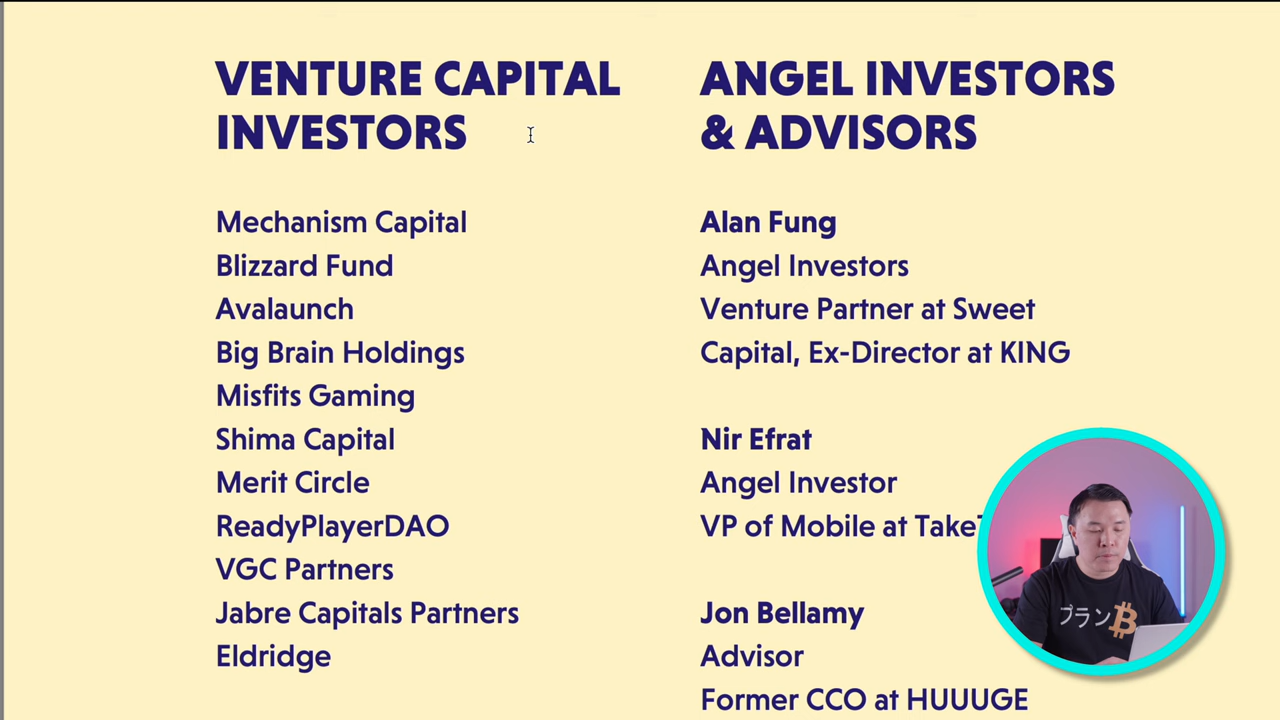 VENTURE CAPITAL
INVESTORS
Mechanism Capital
Blizzard Fund
Avalaunch
Big Brain Holdings
Misfits Gaming
Shima Capital
Merit Circle
ReadyPlayerDAO
VGC Partners
Jabre Capitals Partners
Eldridge
ANGEL INVESTORS
& ADVISORS
Alan Fung
Angel Investors
Venture Partner at Sweet
Capital, Ex-Director at KING
Nir Efrat
Angel Investor
VP of Mobile at Take
Jon Bellamy
Advisor
Former CCO at HUUUGE
プラン₿